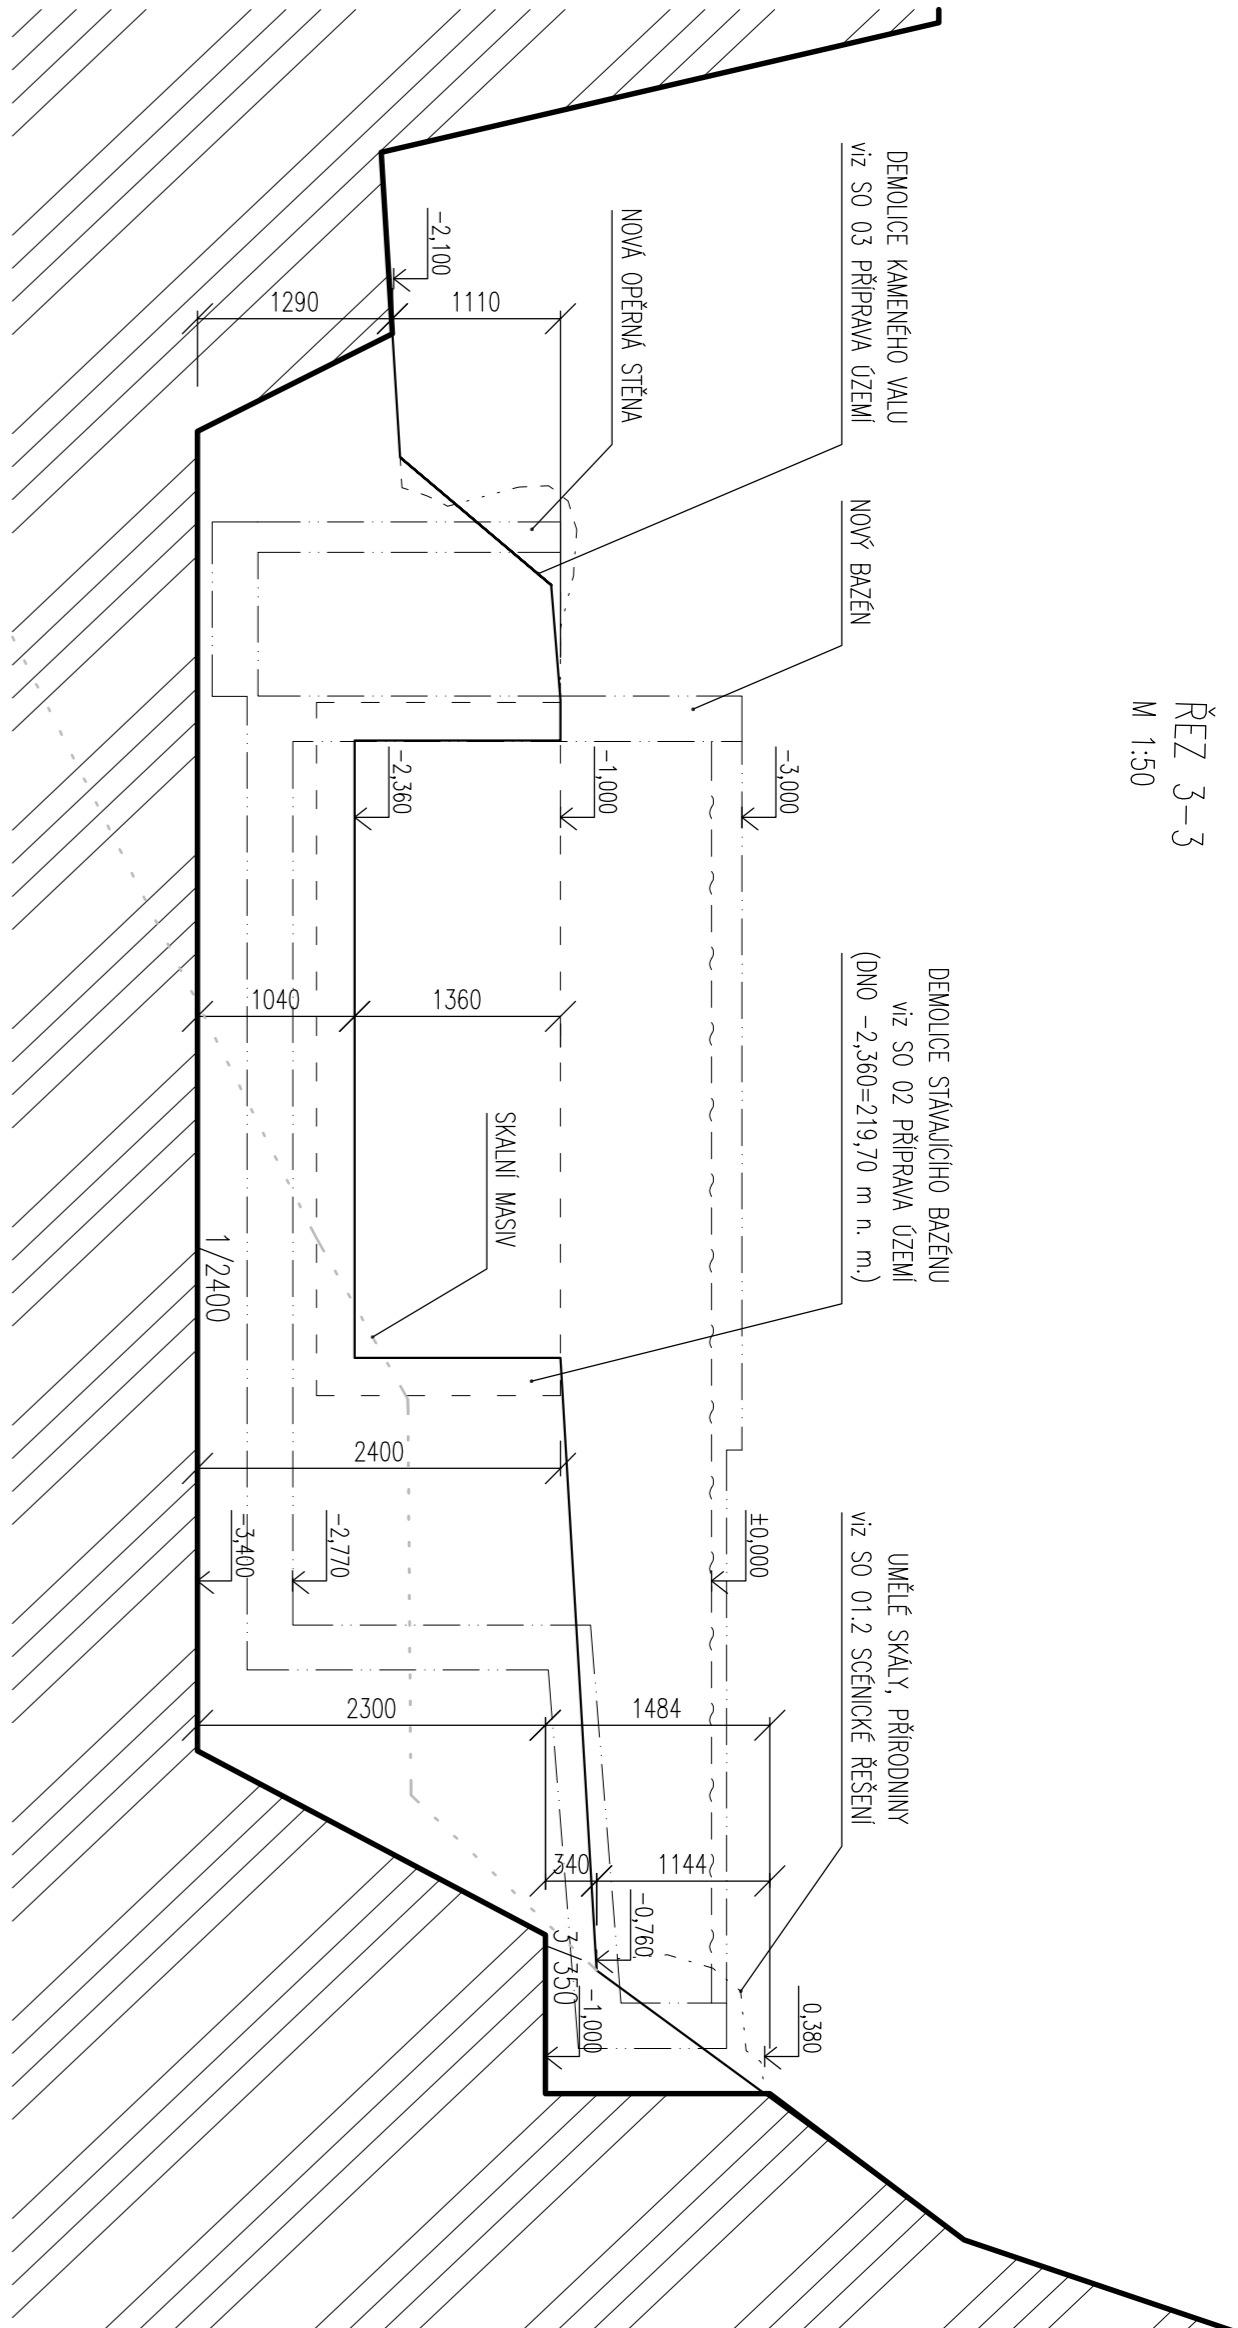 ŘEZ 3-3
M 1:50
DEMOLICE KAMENÉHO VALU
viz SO 03 PŘÍPRAVA ÚZEMÍ
NOVÁ OPĚRNÁ STĚNA
NOVÝ BAZÉN
DEMOLICE STÁVAJÍCÍHO BAZÉNU
viz SO 02 PŘÍPRAVA ÚZEMÍ
(DNO -2,360=219,70 m n. m.)
SKALNÍ MASIV
UMĚLÉ SKÁLY, PŘÍRODNINY
viz SO 01.2 SCÉNICKÉ ŘEŠENÍ
-2,100
1290
1110
-2,360
-1,000
-3,000
1040
1360
1/2400
2400
-3,400
-2,770
±0,000
2300
1484
340
1144
-0,760
3/350
-1,000
0,380